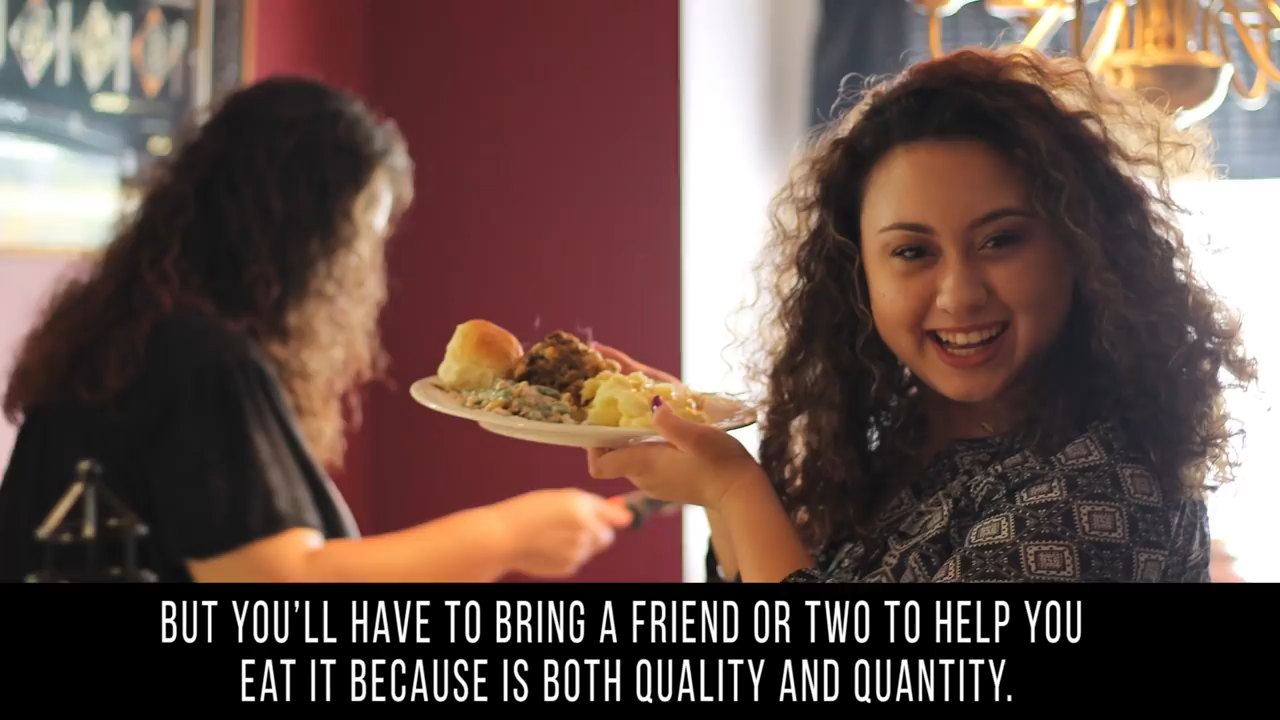 BUT YOU’LL HAVE TO BRING A FRIEND OR TWO TO HELP YOU
EAT IT BECAUSE IS BOTH QUALITY AND QUANTITY.